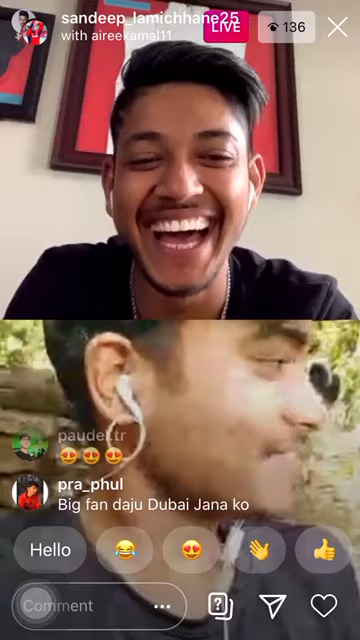 sandeep_lamichhane25
LIVE
136
with aireekamal11
paudel.tr
😍😍😍
pra_phul
Big fan daju Dubai Jana ko
Hello 😂 😍 👋 👍
Comment